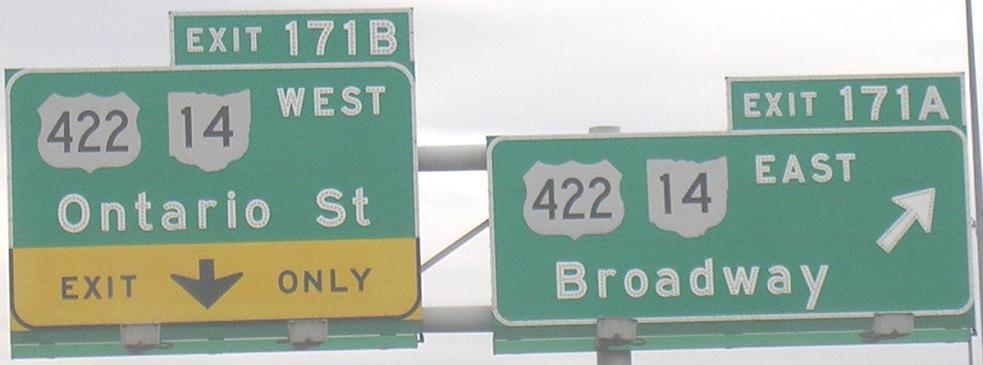 EXIT 171B
422 14 WEST
Ontario St
EXIT ONLY
EXIT 171A
422 14 EAST
Broadway